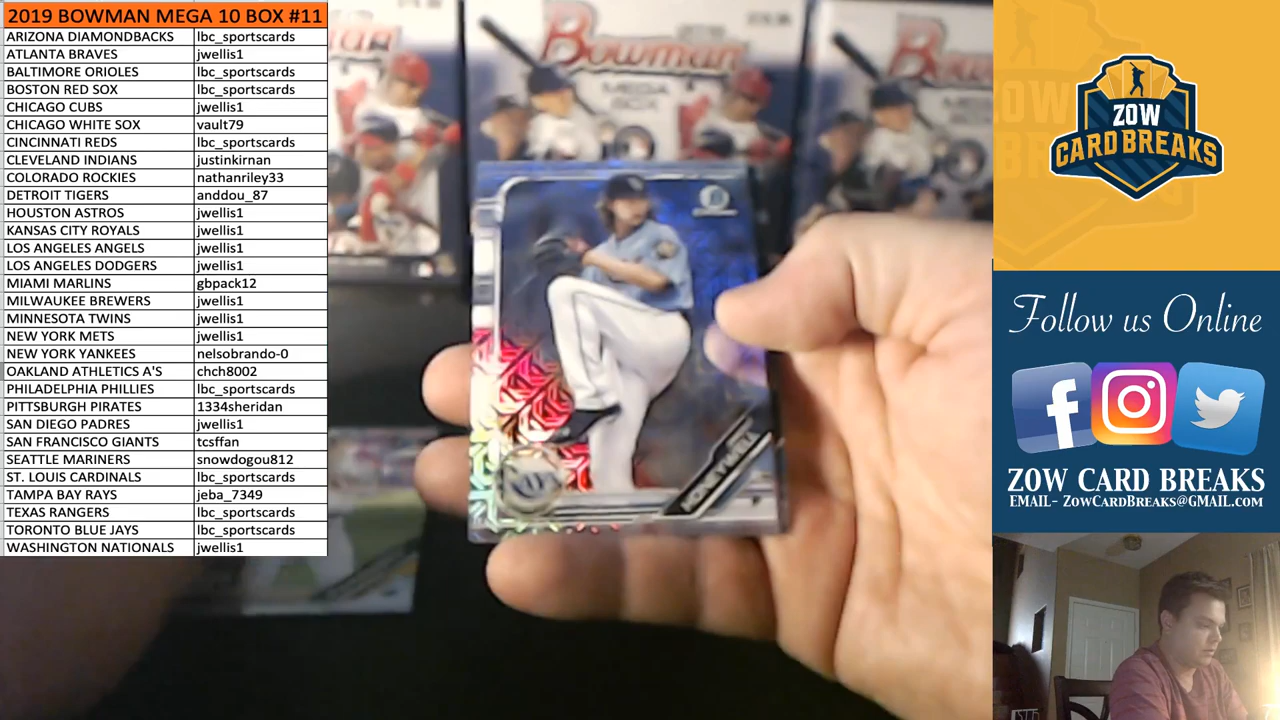 2019 BOWMAN MEGA 10 BOX #11
ARIZONA DIAMONDBACKS lbc_sportscards
ATLANTA BRAVES jwellis1
BALTIMORE ORIOLES lbc_sportscards
BOSTON RED SOX lbc_sportscards
CHICAGO CUBS jwellis1
CHICAGO WHITE SOX vault79
CINCINNATI REDS lbc_sportscards
CLEVELAND INDIANS justinkirnan
COLORADO ROCKIES nathanriley33
DETROIT TIGERS anddou_87
HOUSTON ASTROS jwellis1
KANSAS CITY ROYALS jwellis1
LOS ANGELES ANGELS jwellis1
LOS ANGELES DODGERS jwellis1
MIAMI MARLINS gbpack12
MILWAUKEE BREWERS jwellis1
MINNESOTA TWINS jwellis1
NEW YORK METS jwellis1
NEW YORK YANKEES nelsobrando-0
OAKLAND ATHLETICS A'S chch8002
PHILADELPHIA PHILLIES lbc_sportscards
PITTSBURGH PIRATES 1334sheridan
SAN DIEGO PADRES jwellis1
SAN FRANCISCO GIANTS tcsffan
SEATTLE MARINERS snowdogou812
ST. LOUIS CARDINALS lbc_sportscards
TAMPA BAY RAYS jeba_7349
TEXAS RANGERS lbc_sportscards
TORONTO BLUE JAYS lbc_sportscards
WASHINGTON NATIONALS jwellis1
Bowman
MEGA
BOX
ZOW
CARD BREAKS
Follow us Online
ZOW CARD BREAKS
EMAIL- ZOWCARDBREAKS@GMAIL.COM